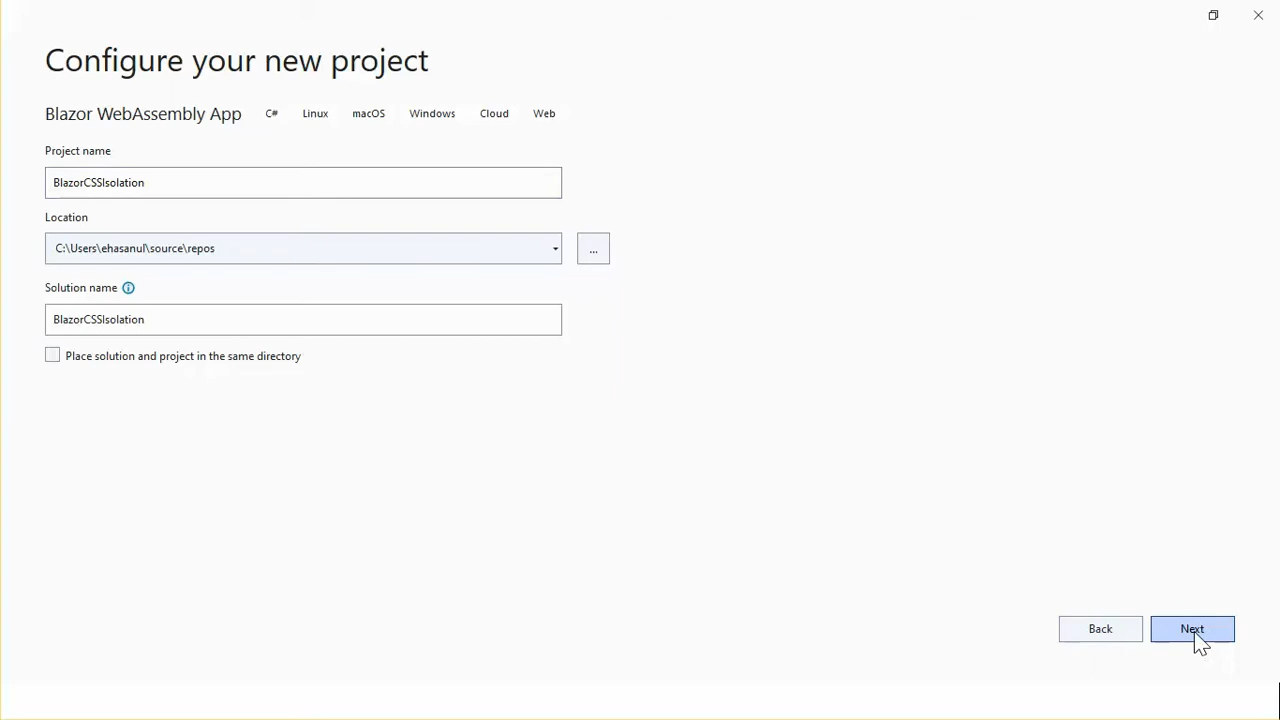 Configure your new project
Blazor WebAssembly App C# Linux macOS Windows Cloud Web
Project name
BlazorCSSIsolation
Location
C:\Users\ehasanul\source\repos
...
Solution name
BlazorCSSIsolation
Place solution and project in the same directory
Back Next